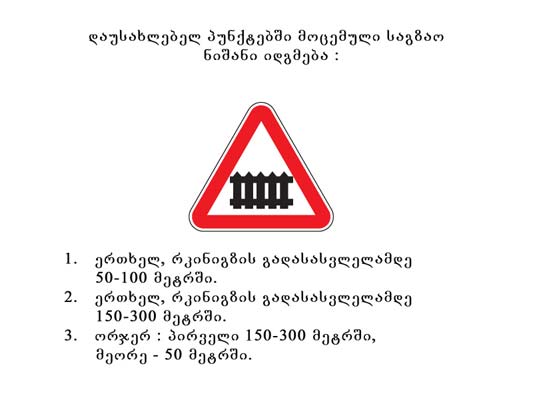 დაუსახლებელ პუნქტებში მოცემული საგზაო
ნიშანი იდგმება :
1. ერთხელ, რკინიგზის გადასასვლელამდე
50-100 მეტრში.
2. ერთხელ, რკინიგზის გადასასვლელამდე
150-300 მეტრში.
3. ორჯერ : პირველი 150-300 მეტრში,
მეორე - 50 მეტრში.